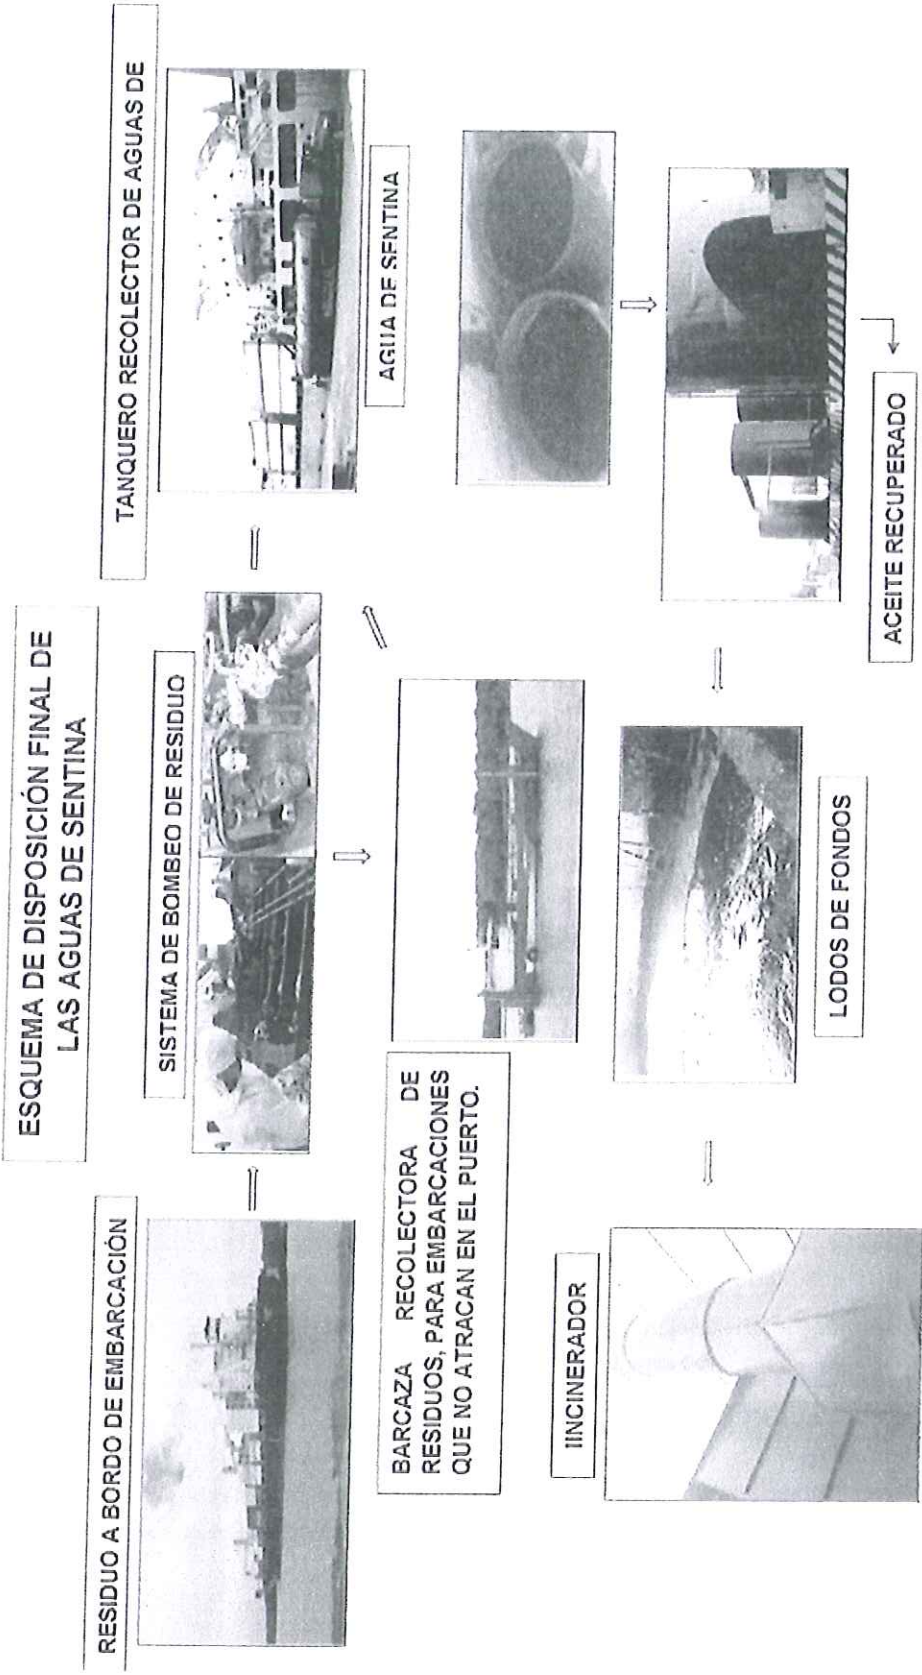 ESQUEMA DE DISPOSICIÓN FINAL DE
LAS AGUAS DE SENTINA
RESIDUO A BORDO DE EMBARCACIÓN
SISTEMA DE BOMBEO DE RESIDUO
TANQUERO RECOLECTOR DE AGUAS DE
BARCAZA RECOLECTORA DE
RESIDUOS, PARA EMBARCACIONES
QUE NO ATRACAN EN EL PUERTO.
AGUA DE SENTINA
IINCINERADOR
LODOS DE FONDOS
ACEITE RECUPERADO